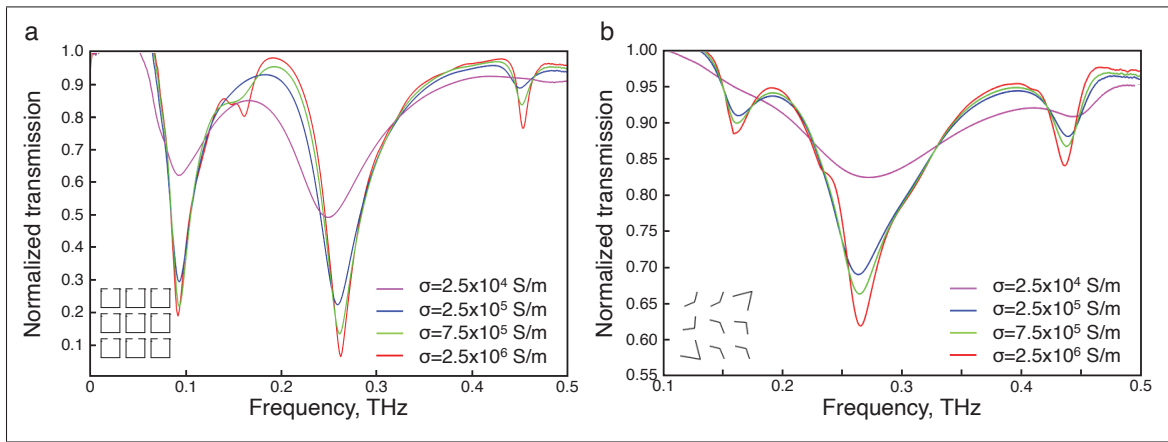 a
1.0
0.9
0.8
0.7
0.6
0.5
0.4
0.3
0.2
0.1
0
0.1
0.2
0.3
0.4
0.5
Normalized transmission
Frequency, THz
σ=2.5x10⁴ S/m
σ=2.5x10⁵ S/m
σ=7.5x10⁵ S/m
σ=2.5x10⁶ S/m
b
1.00
0.95
0.90
0.85
0.80
0.75
0.70
0.65
0.60
0.55
0.1
0.2
0.3
0.4
0.5
Normalized transmission
Frequency, THz
σ=2.5x10⁴ S/m
σ=2.5x10⁵ S/m
σ=7.5x10⁵ S/m
σ=2.5x10⁶ S/m